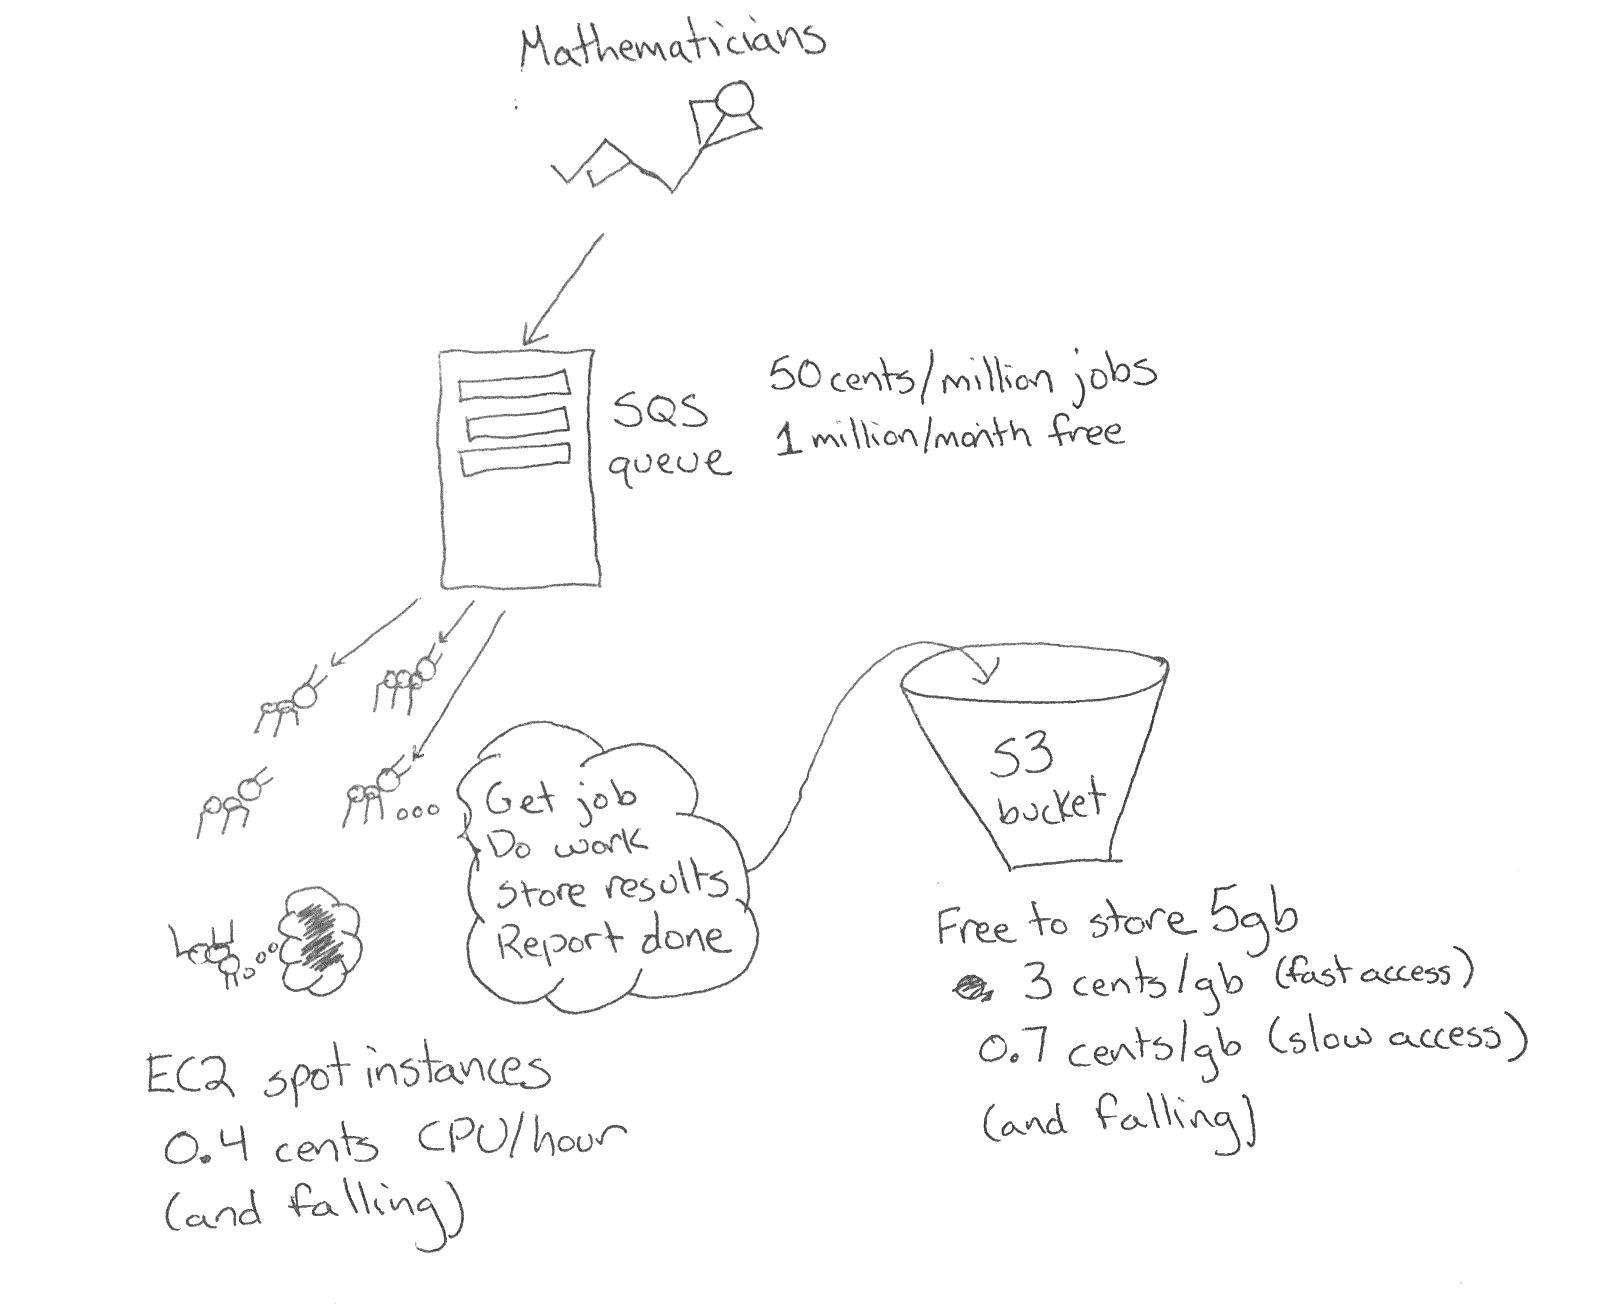 Mathematicians
SQS
queue
50 cents/million jobs
1 million/month free
Get job
Do work
Store results
Report done
S3
bucket
Free to store 5gb
3 cents/gb (fast access)
0.7 cents/gb (slow access)
(and falling)
EC2 spot instances
0.4 cents CPU/hour
(and falling)